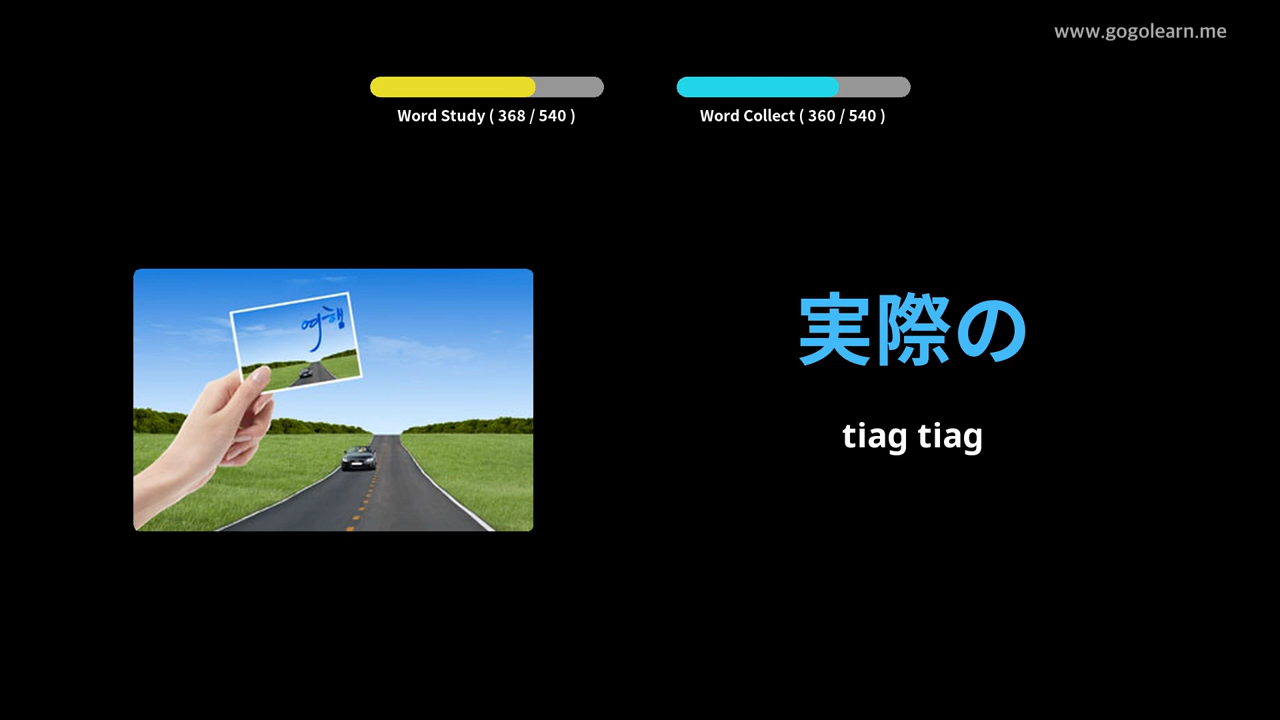 www.gogolearn.me
Word Study ( 368 / 540 )
Word Collect ( 360 / 540 )
여행
実際の
tiag tiag